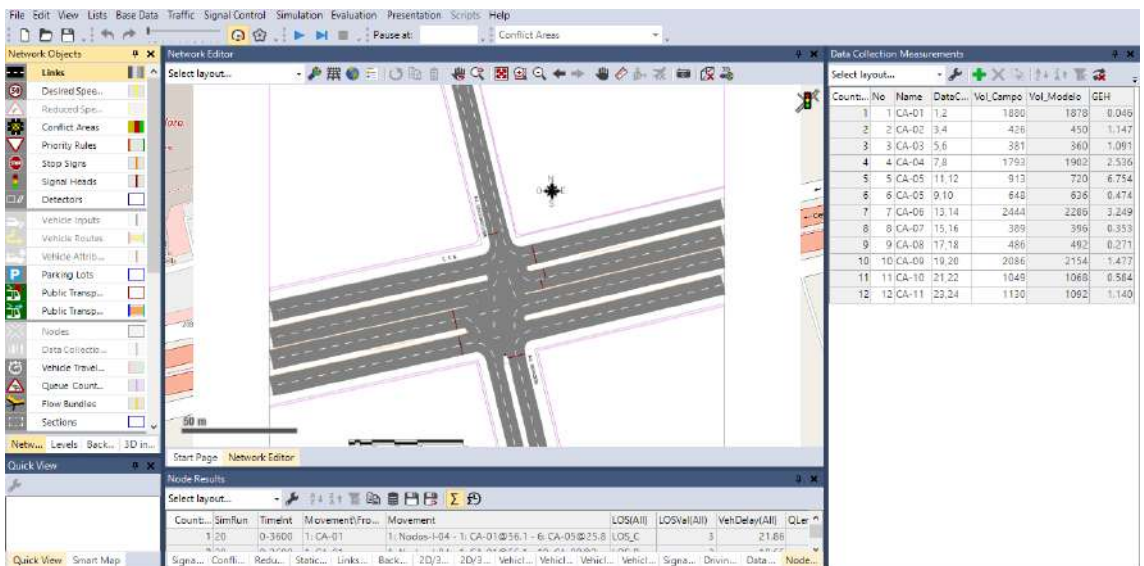 File Edit View Lists Base Data Traffic Signal Control Simulation Evaluation Presentation Scripts Help
Pause at: Conflict Areas
Network Objects
Links
Desired Spee...
Reduced Spe...
Conflict Areas
Priority Rules
Stop Signs
Signal Heads
Detectors
Vehicle Inputs
Vehicle Routes
Vehicle Attrib...
Parking Lots
Public Transp...
Public Transp...
Nodes
Data Collectio...
Vehicle Travel...
Queue Count...
Flow Bundles
Sections
Netw... Levels Back... 3D in...
Quick View
Quick View Smart Map
Network Editor
Select layout...
N
O E
S
50 m
Start Page Network Editor
Node Results
Select layout...
Count:... SimRun TimeInt Movement\Fro... Movement LOS(All) LOSVal(All) VehDelay(All) QLer
1 20 0-3600 1: CA-01 1: Nodos-I-04 - 1: CA-01@56.1 - 6: CA-05@25.8 LOS_C 3 21.86
Signa... Confli... Redu... Static... Links... Back... 2D/3... 2D/3... Vehicl... Vehicl... Vehicl... Vehicl... Signa... Drivin... Data... Node...
Data Collection Measurements
Select layout...
Count:... No Name DataC... Vol_Campo Vol_Modelo GEH
1 1 CA-01 1,2 1880 1878 0.046
2 2 CA-02 3,4 426 450 1.147
3 3 CA-03 5,6 381 360 1.091
4 4 CA-04 7,8 1793 1902 2.536
5 5 CA-05 11,12 913 720 6.754
6 6 CA-05 9,10 648 636 0.474
7 7 CA-06 13,14 2444 2286 3.249
8 8 CA-07 15,16 389 396 0.353
9 9 CA-08 17,18 486 492 0.271
10 10 CA-09 19,20 2086 2154 1.477
11 11 CA-10 21,22 1049 1068 0.584
12 12 CA-11 23,24 1130 1092 1.140